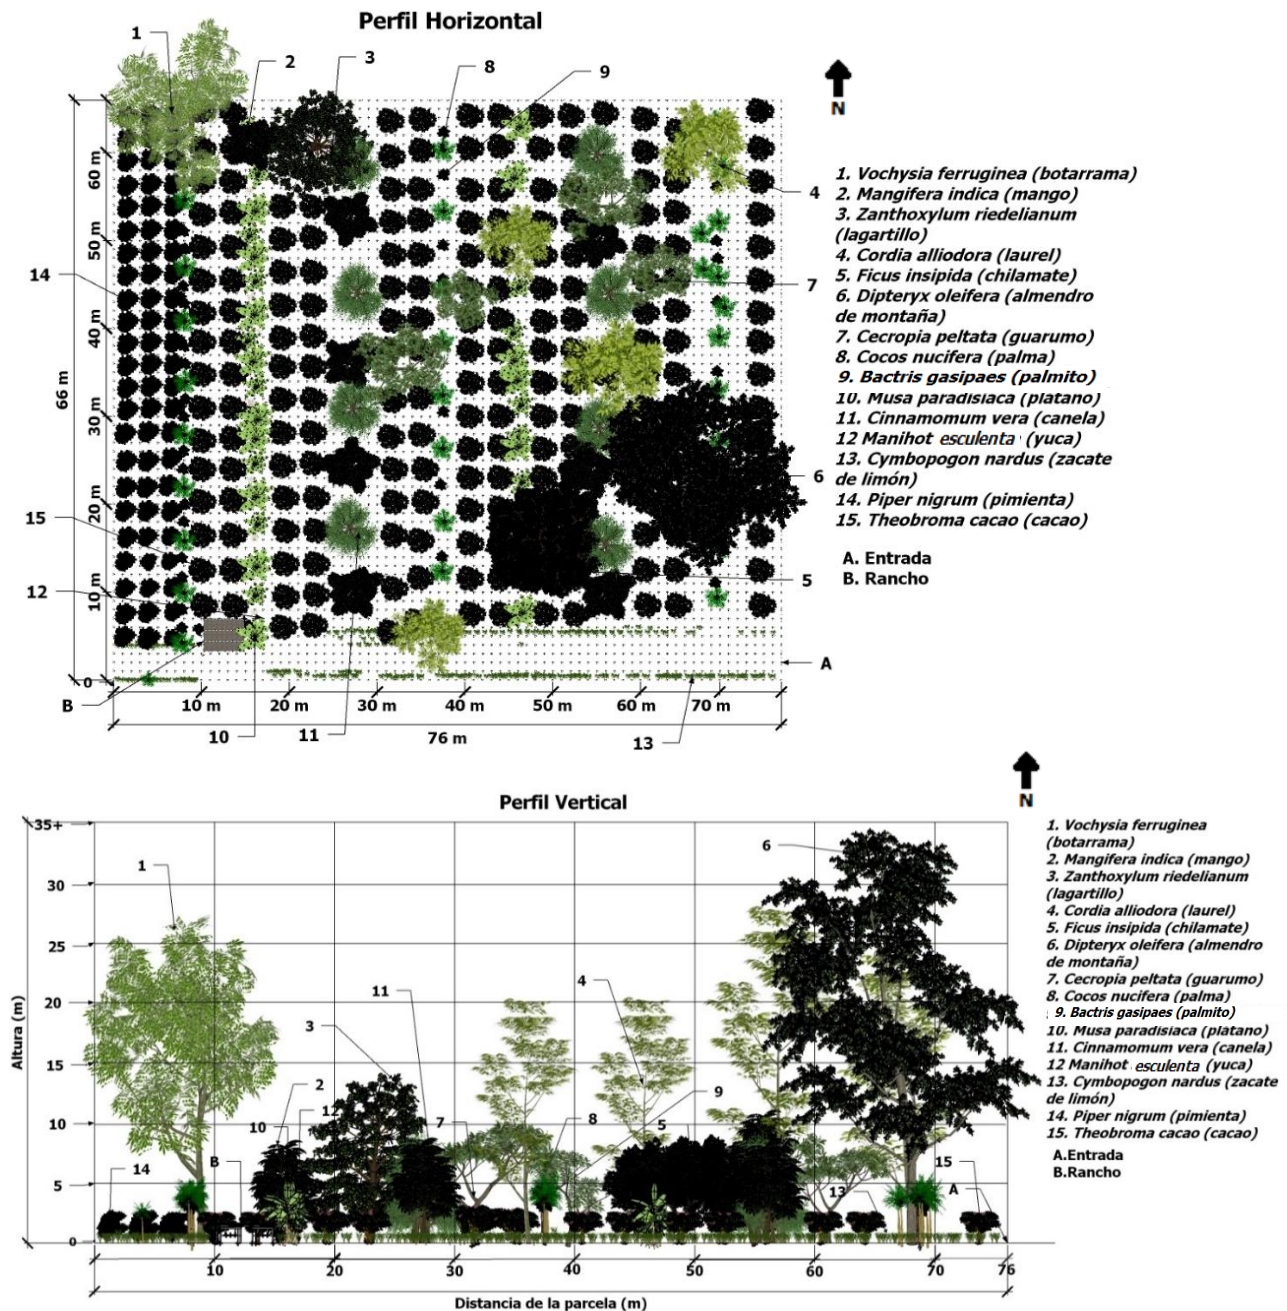 Perfil Horizontal
1
2
3
8
9
N
66 m
60 m
50 m
40 m
30 m
20 m
10 m
0
14
15
12
B
4
7
6
5
A
10 m
20 m
30 m
40 m
50 m
60 m
70 m
76 m
10
11
13
1. Vochysia ferruginea (botarrama)
2. Mangifera indica (mango)
3. Zanthoxylum riedelianum
(lagartillo)
4. Cordia alliodora (laurel)
5. Ficus insipida (chilamate)
6. Dipteryx oleifera (almendro
de montaña)
7. Cecropia peltata (guarumo)
8. Cocos nucifera (palma)
9. Bactris gasipaes (palmito)
10. Musa paradisiaca (platano)
11. Cinnamomum vera (canela)
12 Manihot esculenta (yuca)
13. Cymbopogon nardus (zacate
de limón)
14. Piper nigrum (pimienta)
15. Theobroma cacao (cacao)
A. Entrada
B. Rancho
Perfil Vertical
N
Altura (m)
35+
30
25
20
15
10
5
0
1
6
11
3
4
2
12
10
7
8
9
5
14
B
13
15
A
10
20
30
40
50
60
70
76
Distancia de la parcela (m)
1. Vochysia ferruginea
(botarrama)
2. Mangifera indica (mango)
3. Zanthoxylum riedelianum
(lagartillo)
4. Cordia alliodora (laurel)
5. Ficus insipida (chilamate)
6. Dipteryx oleifera (almendro
de montaña)
7. Cecropia peltata (guarumo)
8. Cocos nucifera (palma)
9. Bactris gasipaes (palmito)
10. Musa paradisiaca (platano)
11. Cinnamomum vera (canela)
12 Manihot esculenta (yuca)
13. Cymbopogon nardus (zacate
de limón)
14. Piper nigrum (pimienta)
15. Theobroma cacao (cacao)
A.Entrada
B.Rancho